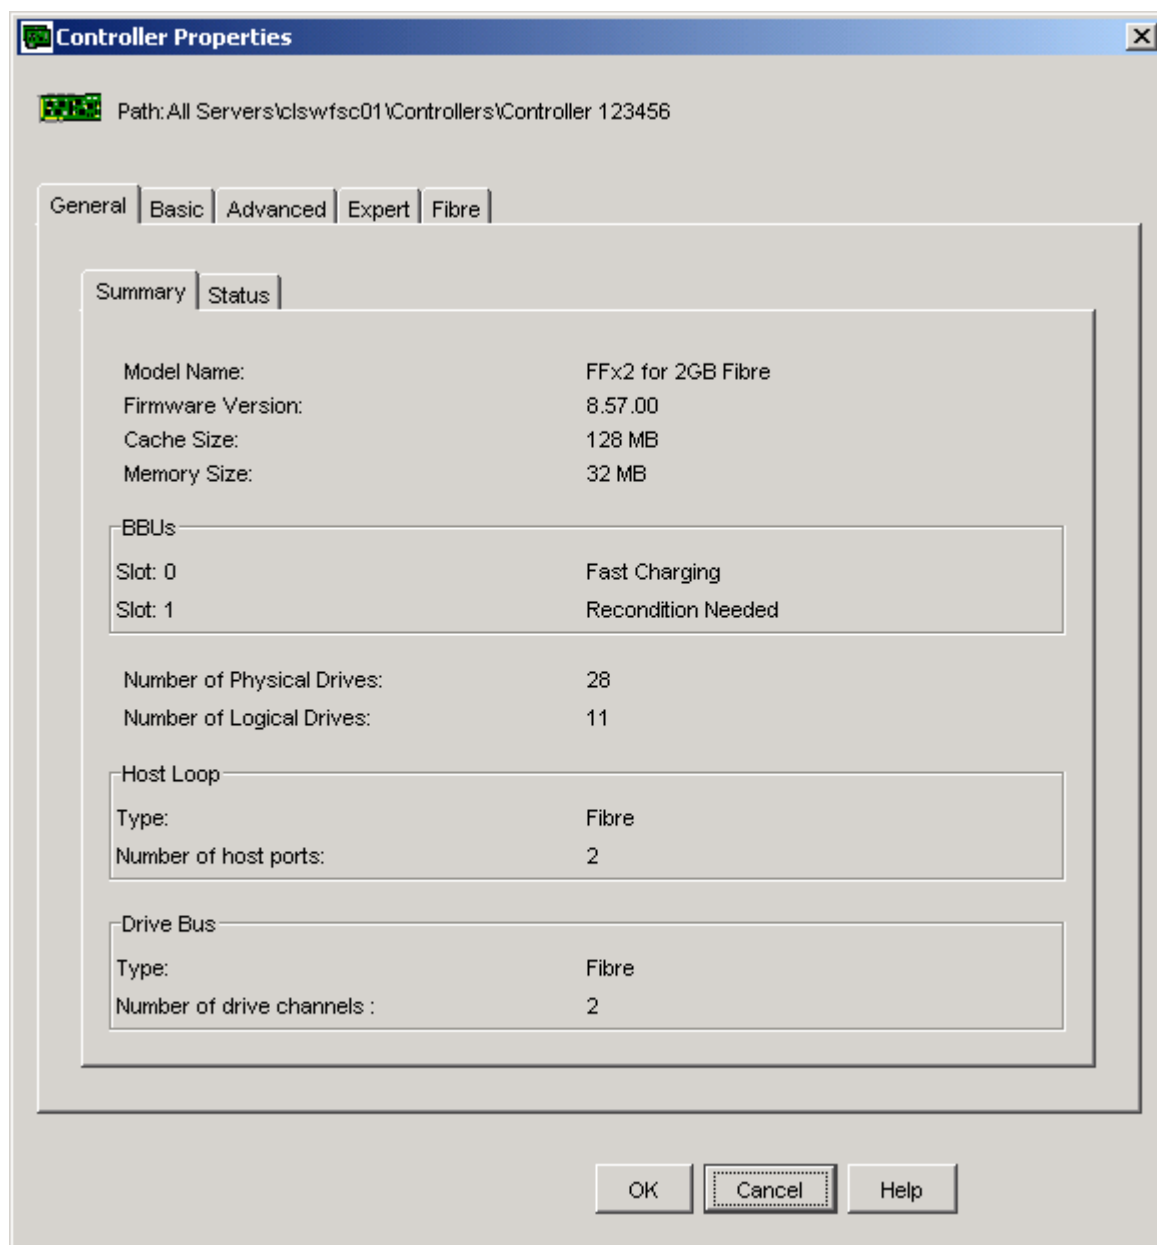 Controller Properties
Path:All Servers\clswfsc01\Controllers\Controller 123456
General Basic Advanced Expert Fibre
Summary Status
Model Name: FFx2 for 2GB Fibre
Firmware Version: 8.57.00
Cache Size: 128 MB
Memory Size: 32 MB
BBUs
Slot: 0 Fast Charging
Slot: 1 Recondition Needed
Number of Physical Drives: 28
Number of Logical Drives: 11
Host Loop
Type: Fibre
Number of host ports: 2
Drive Bus
Type: Fibre
Number of drive channels : 2
OK Cancel Help